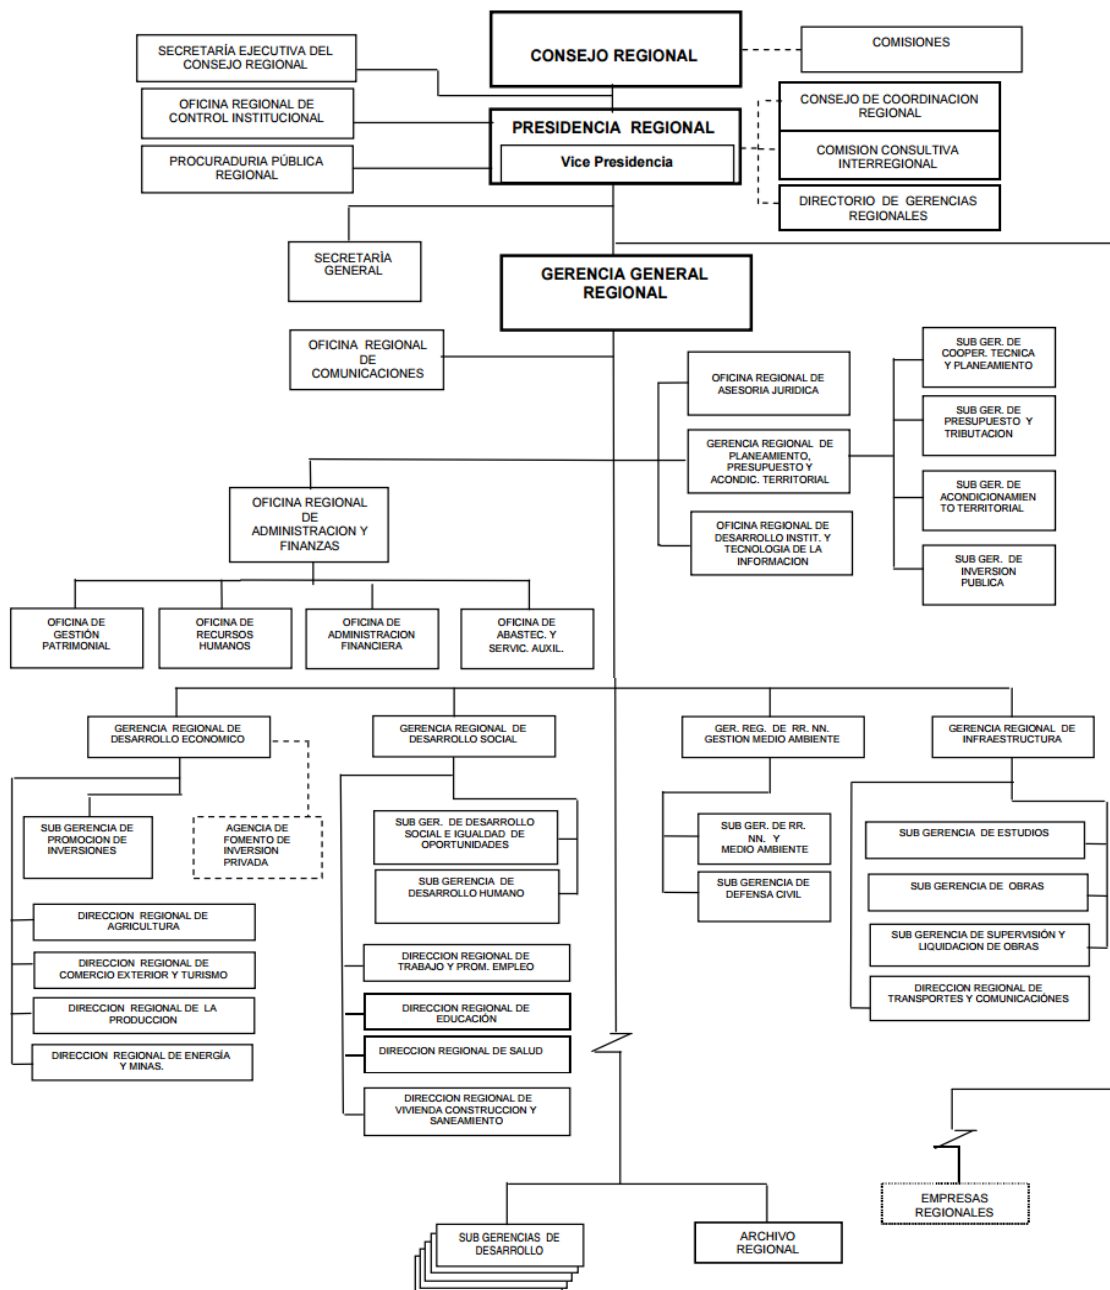 CONSEJO REGIONAL
COMISIONES
SECRETARÍA EJECUTIVA DEL
CONSEJO REGIONAL
OFICINA REGIONAL DE
CONTROL INSTITUCIONAL
PROCURADURIA PÚBLICA
REGIONAL
PRESIDENCIA REGIONAL
Vice Presidencia
CONSEJO DE COORDINACION
REGIONAL
COMISION CONSULTIVA
INTERREGIONAL
DIRECTORIO DE GERENCIAS
REGIONALES
SECRETARÍA
GENERAL
GERENCIA GENERAL
REGIONAL
OFICINA REGIONAL
DE
COMUNICACIONES
OFICINA REGIONAL DE
ASESORIA JURIDICA
GERENCIA REGIONAL DE
PLANEAMIENTO,
PRESUPUESTO Y
ACONDIC. TERRITORIAL
OFICINA REGIONAL DE
DESARROLLO INSTIT. Y
TECNOLOGIA DE LA
INFORMACION
SUB GER. DE
COOPER. TECNICA
Y PLANEAMIENTO
SUB GER. DE
PRESUPUESTO Y
TRIBUTACION
SUB GER. DE
ACONDICIONAMIEN
TO TERRITORIAL
SUB GER. DE
INVERSION
PUBLICA
OFICINA REGIONAL
DE
ADMINISTRACION Y
FINANZAS
OFICINA DE
GESTIÓN
PATRIMONIAL
OFICINA DE
RECURSOS
HUMANOS
OFICINA DE
ADMINISTRACION
FINANCIERA
OFICINA DE
ABASTEC. Y
SERVIC. AUXIL.
GERENCIA REGIONAL DE
DESARROLLO ECONOMICO
GERENCIA REGIONAL DE
DESARROLLO SOCIAL
GER. REG. DE RR. NN.
GESTION MEDIO AMBIENTE
GERENCIA REGIONAL DE
INFRAESTRUCTURA
SUB GERENCIA DE
PROMOCION DE
INVERSIONES
AGENCIA DE
FOMENTO DE
INVERSION
PRIVADA
DIRECCION REGIONAL DE
AGRICULTURA
DIRECCION REGIONAL DE
COMERCIO EXTERIOR Y TURISMO
DIRECCION REGIONAL DE LA
PRODUCCION
DIRECCION REGIONAL DE ENERGÍA
Y MINAS.
SUB GER. DE DESARROLLO
SOCIAL E IGUALDAD DE
OPORTUNIDADES
SUB GERENCIA DE
DESARROLLO HUMANO
DIRECCION REGIONAL DE
TRABAJO Y PROM. EMPLEO
DIRECCION REGIONAL DE
EDUCACIÓN
DIRECCION REGIONAL DE SALUD
DIRECCION REGIONAL DE
VIVIENDA CONSTRUCCION Y
SANEAMIENTO
SUB GER. DE RR.
NN. Y
MEDIO AMBIENTE
SUB GERENCIA DE
DEFENSA CIVIL
SUB GERENCIA DE ESTUDIOS
SUB GERENCIA DE OBRAS
SUB GERENCIA DE SUPERVISIÓN Y
LIQUIDACION DE OBRAS
DIRECCION REGIONAL DE
TRANSPORTES Y COMUNICACIÓNES
EMPRESAS
REGIONALES
SUB GERENCIAS DE
DESARROLLO
ARCHIVO
REGIONAL